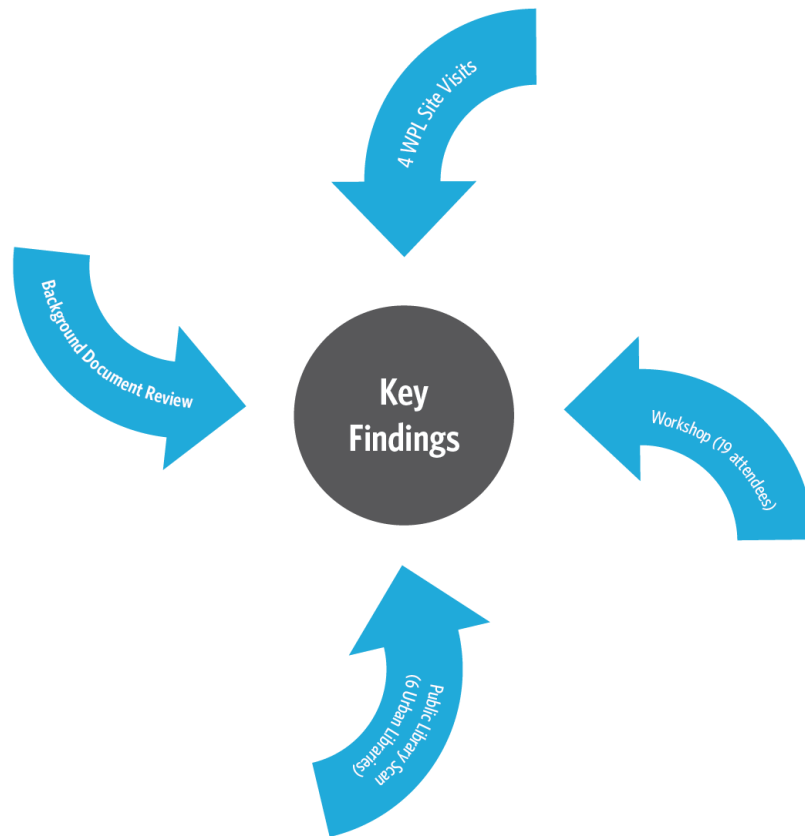 4 WPL Site Visits
Background Document Review
Key
Findings
Workshop (19 attendees)
Public Library Scan
(6 Urban Libraries)